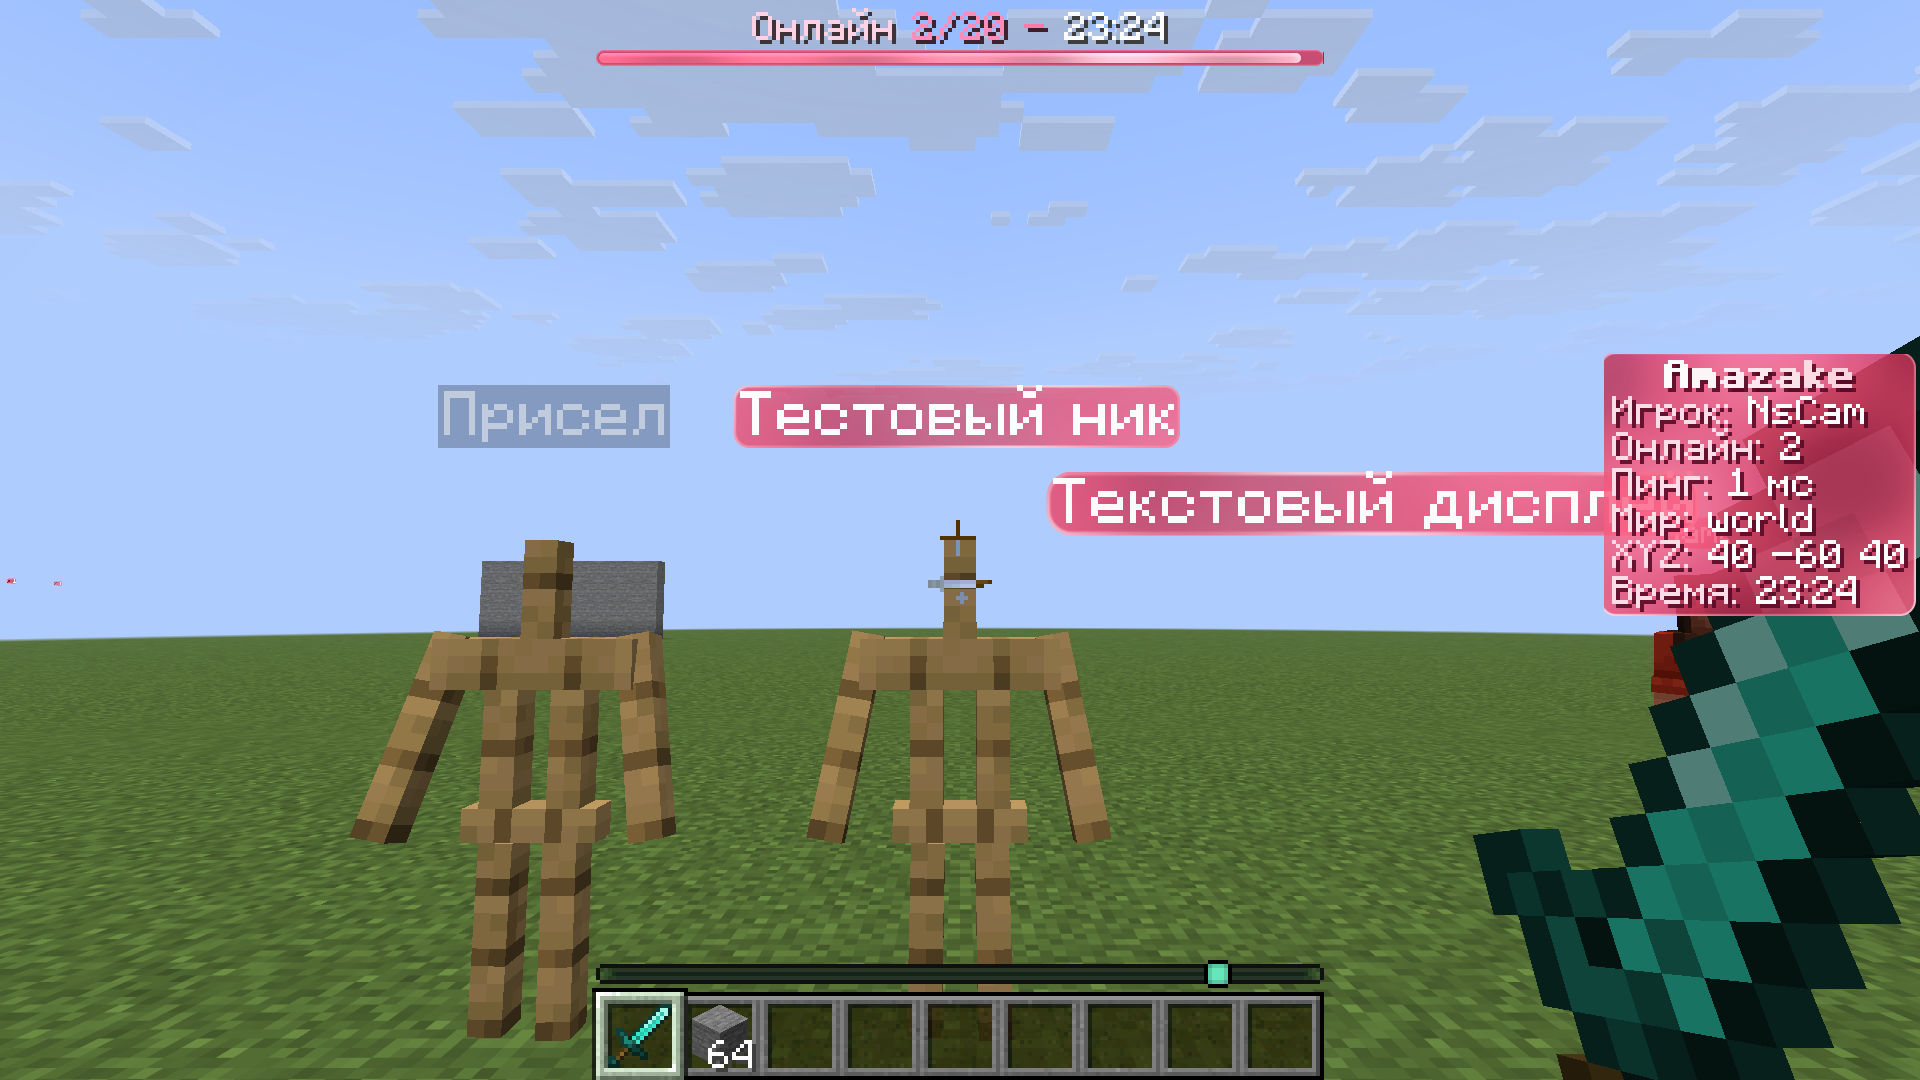 Онлайн 2/20 - 23:24
Присел
Тестовый ник
Текстовый диспл
Amazake
Игрок: NsCam
Онлайн: 2
Пинг: 1 мс
Мир: world
XYZ: 40 -60 40
Время: 23:24
64